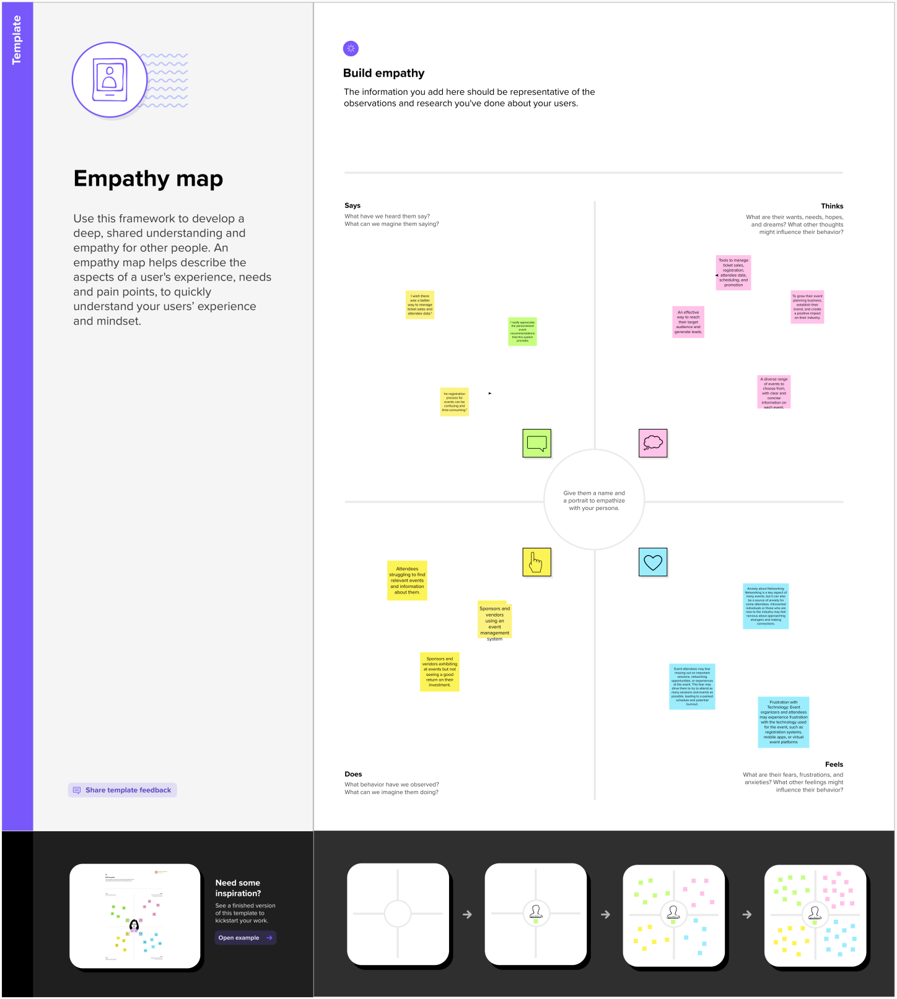 Template
Empathy map
Use this framework to develop a
deep, shared understanding and
empathy for other people. An
empathy map helps describe the
aspects of a user's experience, needs
and pain points, to quickly
understand your users’ experience
and mindset.
Share template feedback
Build empathy
The information you add here should be representative of the
observations and research you've done about your users.
Says
What have we heard them say?
What can we magine them saying?
Thinks
What are their wants, needs, hopes,
and dreams? What other thoughts
might influence their behavior?
I wish there
was a better
way to manage
ticket sales and
attendee data."
I really appreciate
the personalized
event
recommendations
that this system
provides
he registration
process for
events can be
confusing and
time-consuming."
Tools to manage
ticket sales,
registration,
attendee data,
scheduling, and
promotion
To grow their event
planning business,
establish their
brand, and create
a positive impact
on their industry.
An effective
way to reach
their target
audience and
generate leads.
A diverse range
of events to
choose from,
with clear and
concise
information on
each event.
Give them a name and
a portrait to empathize
with your persona.
Attendees
struggling to find
relevant events
and information
about them.
Sponsors and
vendors
using an
event
management
system
Sponsors and
vendors exhibiting
at events but not
seeing a good
return on their
investment.
Anxiety about Networking:
Networking is a key aspect of
many events, but it can also
be a source of anxiety for
some attendees. Introverted
individuals or those who are
new to the industry may feel
nervous about approaching
strangers and making
connections.
Event attendees may fear
missing out on important
sessions, networking
opportunities, or experiences
at the event. This fear may
drive them to try to attend as
many sessions and events as
possible, leading to a packed
schedule and potential
burnout.
Frustration with
Technology: Event
organizers and attendees
may experience frustration
with the technology used
for the event, such as
registration systems,
mobile apps, or virtual
event platforms
Does
What behavior have we observed?
What can we imagine them doing?
Feels
What are their fears, frustrations, and
anxieties? What other feelings might
influence their behavior?
Need some
inspiration?
See a finished version
of this template to
kickstart your work.
Open example